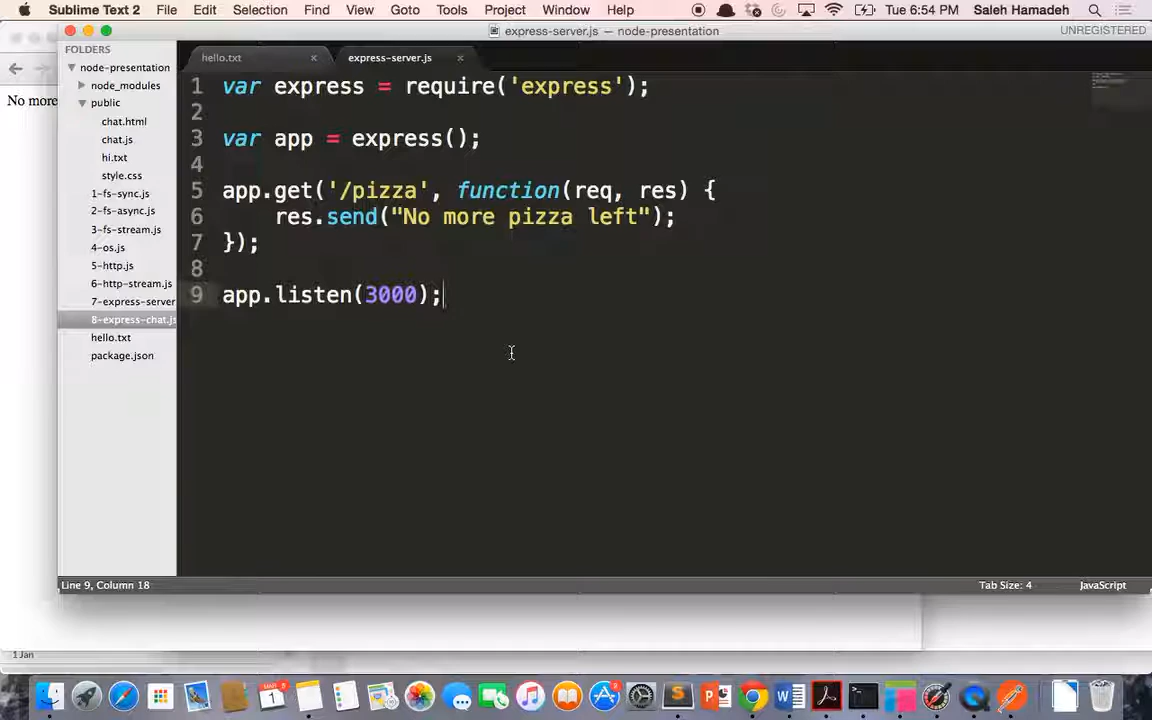 Sublime Text 2 File Edit Selection Find View Goto Tools Project Window Help Tue 6:54 PM Saleh Hamadeh
express-server.js — node-presentation UNREGISTERED
FOLDERS
node-presentation
node_modules
public
chat.html
chat.js
hi.txt
style.css
1-fs-sync.js
2-fs-async.js
3-fs-stream.js
4-os.js
5-http.js
6-http-stream.js
7-express-server
8-express-chat.js
hello.txt
package.json
No more
hello.txt express-server.js
1 var express = require('express');
2
3 var app = express();
4
5 app.get('/pizza', function(req, res) {
6 res.send("No more pizza left");
7 });
8
9 app.listen(3000);
Line 9, Column 18 Tab Size: 4 JavaScript
1 Jan